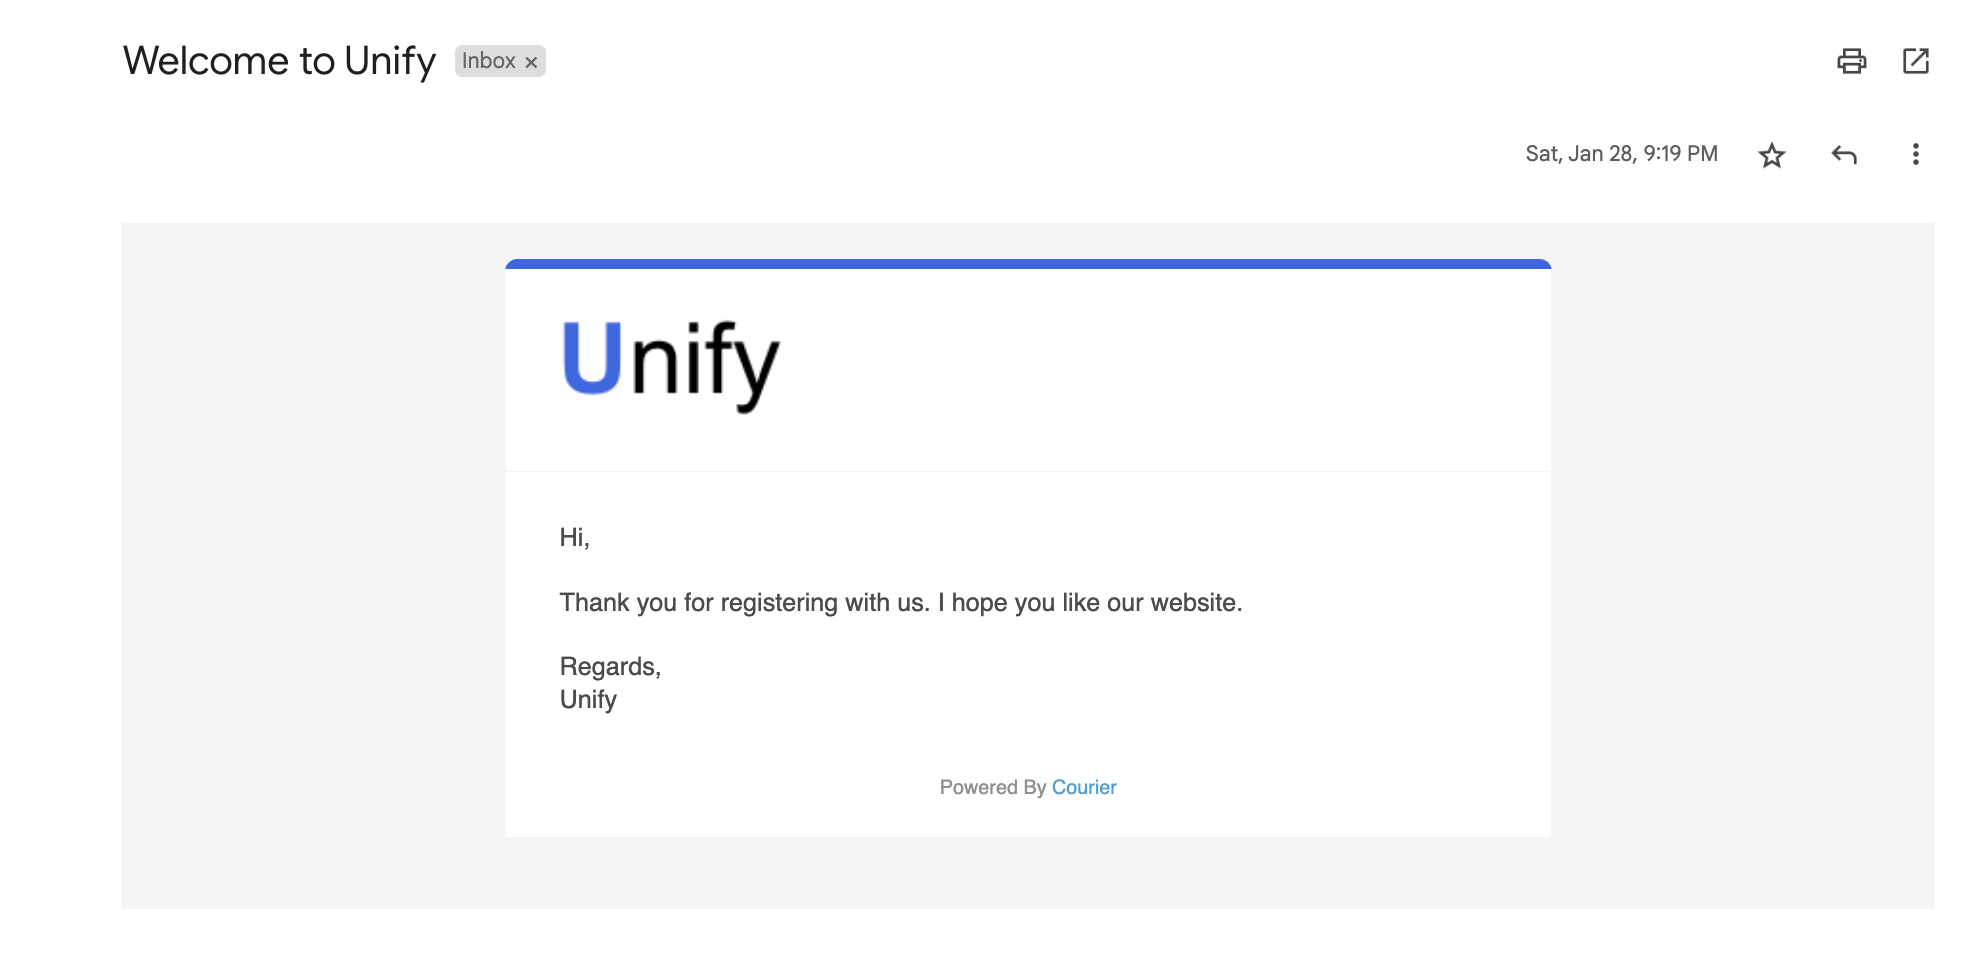 Welcome to Unify Inbox ×
Sat, Jan 28, 9:19 PM
Unify
Hi,
Thank you for registering with us. I hope you like our website.
Regards,
Unify
Powered By Courier